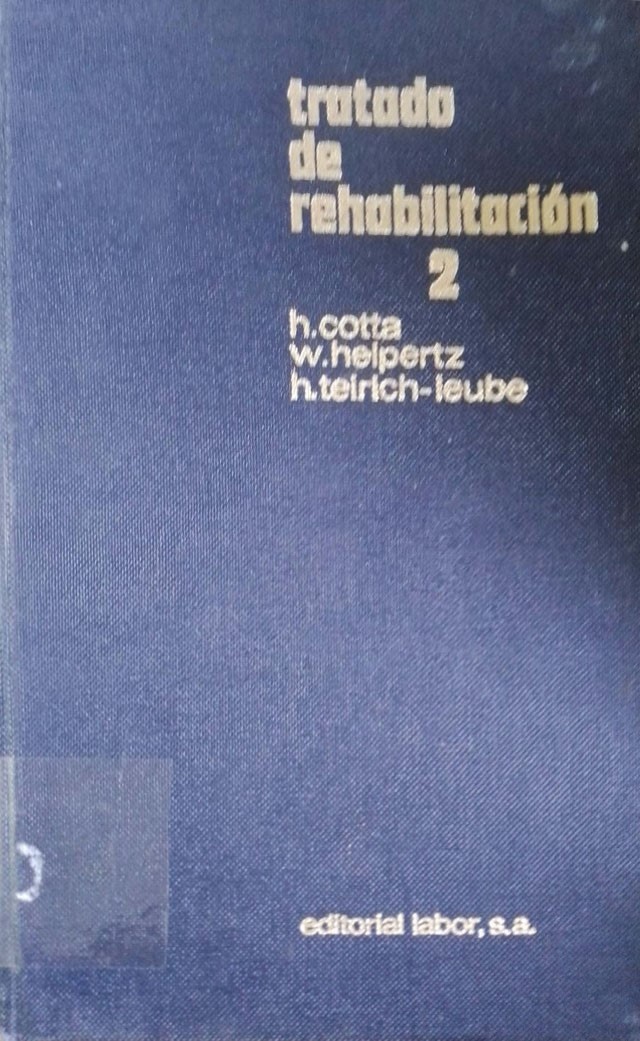 tratado
de
rehabilitación
2
h.cotta
w.heipertz
h.teirich-leube
editorial labor, s.a.